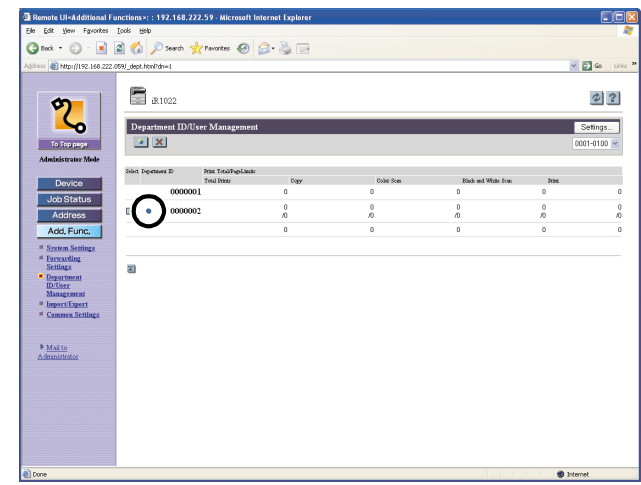 Remote UI<Additional Functions>: : 192.168.222.59 - Microsoft Internet Explorer
File Edit View Favorites Tools Help
Back Search Favorites
Address http://192.168.222.059/_dept.html?dn=1 Go Links »
iR1022
To Top page
Administrator Mode
Department ID/User Management Settings...
0001-0100
Device
Job Status
Address
Add. Func.
System Settings
Forwarding
Settings
Department
ID/User
Management
Import/Export
Common Settings
Mail to
Administrator
Select Department ID Print Total/PageLimits
Total Prints Copy Color Scan Black and White Scan Print
0000001 0 0 0 0 0
0000002 0 0 0 0 0
/0 /0 /0 /0 /0
0 0 0 0 0
Done Internet